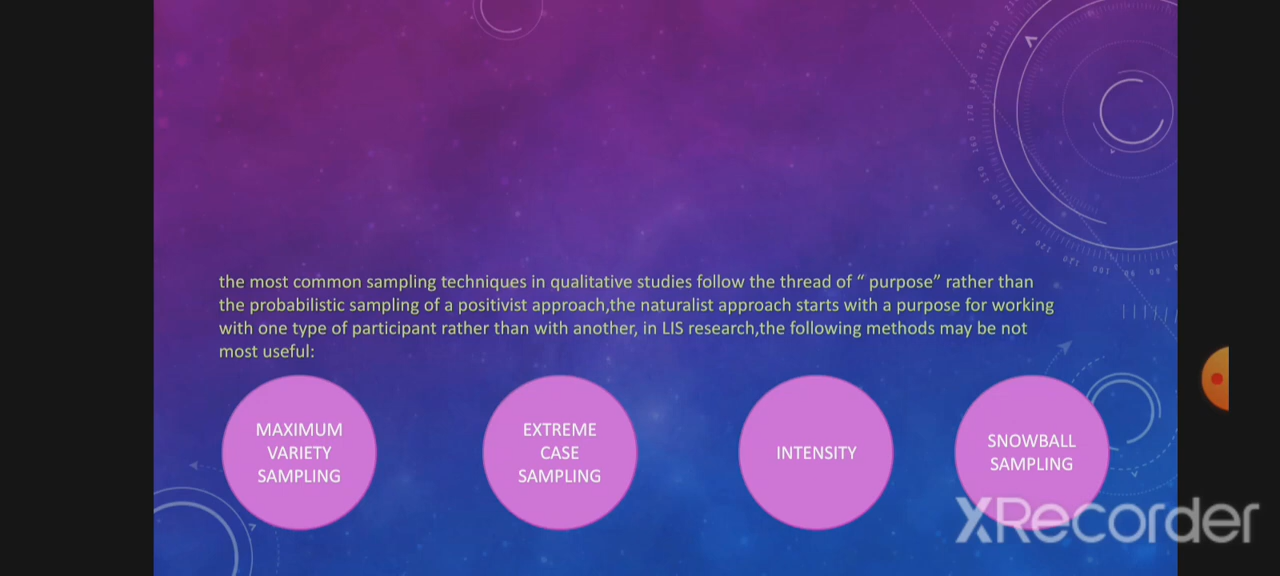 the most common sampling techniques in qualitative studies follow the thread of “ purpose” rather than
the probabilistic sampling of a positivist approach,the naturalist approach starts with a purpose for working
with one type of participant rather than with another, in LIS research,the following methods may be not
most useful:
MAXIMUM
VARIETY
SAMPLING
EXTREME
CASE
SAMPLING
INTENSITY
SNOWBALL
SAMPLING
XRecorder